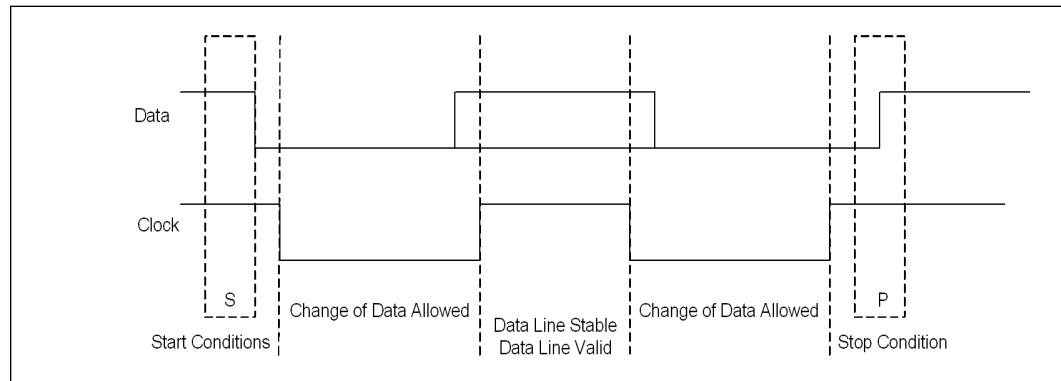 Data
Clock
S
P
Change of Data Allowed
Data Line Stable
Data Line Valid
Change of Data Allowed
Start Conditions
Stop Condition